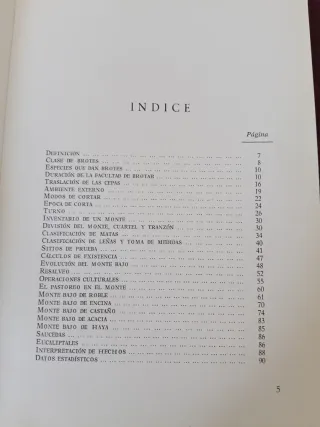 INDICE
Página
DEFINICIÓN 7
CLASE DE BROTES 8
ESPECIES QUE DAN BROTES 10
DURACIÓN DE LA FACULTAD DE BROTAR 10
TRASLACIÓN DE LAS CEPAS 16
AMBIENTE EXTERNO 19
MODOS DE CORTAR 22
EPOCA DE CORTA 24
TURNO 26
INVENTARIO DE UN MONTE 30
DIVISIÓN DEL MONTE, CUARTEL Y TRANZÓN 30
CLASIFICACIÓN DE MATAS 34
CLASIFICACIÓN DE LEÑAS Y TOMA DE MEDIDAS 40
SITIOS DE PRUEBA 41
CÁLCULOS DE EXISTENCIA 47
EVOLUCIÓN DEL MONTE BAJO 48
RESALVEO 52
OPERACIONES CULTURALES 55
EL PASTOREO EN EL MONTE 60
MONTE BAJO DE ROBLE 61
MONTE BAJO DE ENCINA 70
MONTE BAJO DE CASTAÑO 74
MONTE BAJO DE ACACIA 83
MONTE BAJO DE HAYA 85
SAUCEDAS 86
EUCALIPTALES 86
INTERPRETACIÓN DE HECHOS 88
DATOS ESTADÍSTICOS 90
5